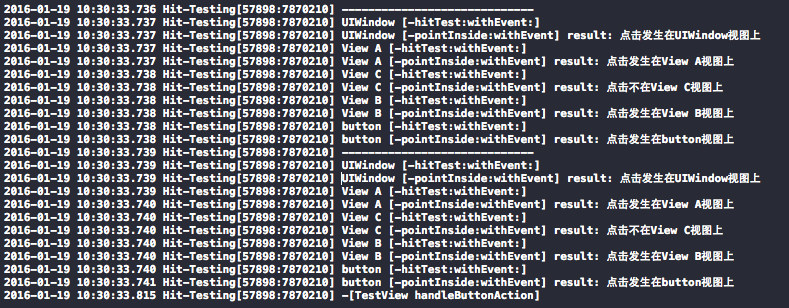 2016-01-19 10:30:33.736 Hit-Testing[57898:7870210] -----------------------------
2016-01-19 10:30:33.737 Hit-Testing[57898:7870210] UIWindow [-hitTest:withEvent:]
2016-01-19 10:30:33.737 Hit-Testing[57898:7870210] UIWindow [-pointInside:withEvent] result: 点击发生在UIWindow视图上
2016-01-19 10:30:33.737 Hit-Testing[57898:7870210] View A [-hitTest:withEvent:]
2016-01-19 10:30:33.737 Hit-Testing[57898:7870210] View A [-pointInside:withEvent] result: 点击发生在View A视图上
2016-01-19 10:30:33.738 Hit-Testing[57898:7870210] View C [-hitTest:withEvent:]
2016-01-19 10:30:33.738 Hit-Testing[57898:7870210] View C [-pointInside:withEvent] result: 点击不在View C视图上
2016-01-19 10:30:33.738 Hit-Testing[57898:7870210] View B [-hitTest:withEvent:]
2016-01-19 10:30:33.738 Hit-Testing[57898:7870210] View B [-pointInside:withEvent] result: 点击发生在View B视图上
2016-01-19 10:30:33.738 Hit-Testing[57898:7870210] button [-hitTest:withEvent:]
2016-01-19 10:30:33.738 Hit-Testing[57898:7870210] button [-pointInside:withEvent] result: 点击发生在button视图上
2016-01-19 10:30:33.739 Hit-Testing[57898:7870210] -----------------------------
2016-01-19 10:30:33.739 Hit-Testing[57898:7870210] UIWindow [-hitTest:withEvent:]
2016-01-19 10:30:33.739 Hit-Testing[57898:7870210] UIWindow [-pointInside:withEvent] result: 点击发生在UIWindow视图上
2016-01-19 10:30:33.739 Hit-Testing[57898:7870210] View A [-hitTest:withEvent:]
2016-01-19 10:30:33.740 Hit-Testing[57898:7870210] View A [-pointInside:withEvent] result: 点击发生在View A视图上
2016-01-19 10:30:33.740 Hit-Testing[57898:7870210] View C [-hitTest:withEvent:]
2016-01-19 10:30:33.740 Hit-Testing[57898:7870210] View C [-pointInside:withEvent] result: 点击不在View C视图上
2016-01-19 10:30:33.740 Hit-Testing[57898:7870210] View B [-hitTest:withEvent:]
2016-01-19 10:30:33.740 Hit-Testing[57898:7870210] View B [-pointInside:withEvent] result: 点击发生在View B视图上
2016-01-19 10:30:33.740 Hit-Testing[57898:7870210] button [-hitTest:withEvent:]
2016-01-19 10:30:33.741 Hit-Testing[57898:7870210] button [-pointInside:withEvent] result: 点击发生在button视图上
2016-01-19 10:30:33.815 Hit-Testing[57898:7870210] -[TestView handleButtonAction]